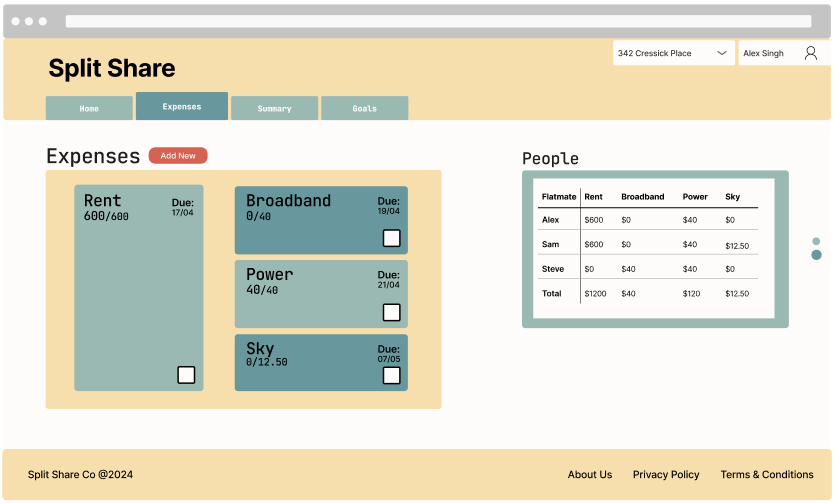 Split Share
342 Cressick Place
Alex Singh
Home Expenses Summary Goals
Expenses
Add New
Rent
600/600
Due:
17/04
Broadband
0/40
Due:
19/04
Power
40/40
Due:
21/04
Sky
0/12.50
Due:
07/05
People
Flatmate Rent Broadband Power Sky
Alex $600 $0 $40 $0
Sam $600 $0 $40 $12.50
Steve $0 $40 $40 $0
Total $1200 $40 $120 $12.50
Split Share Co @2024
About Us Privacy Policy Terms & Conditions